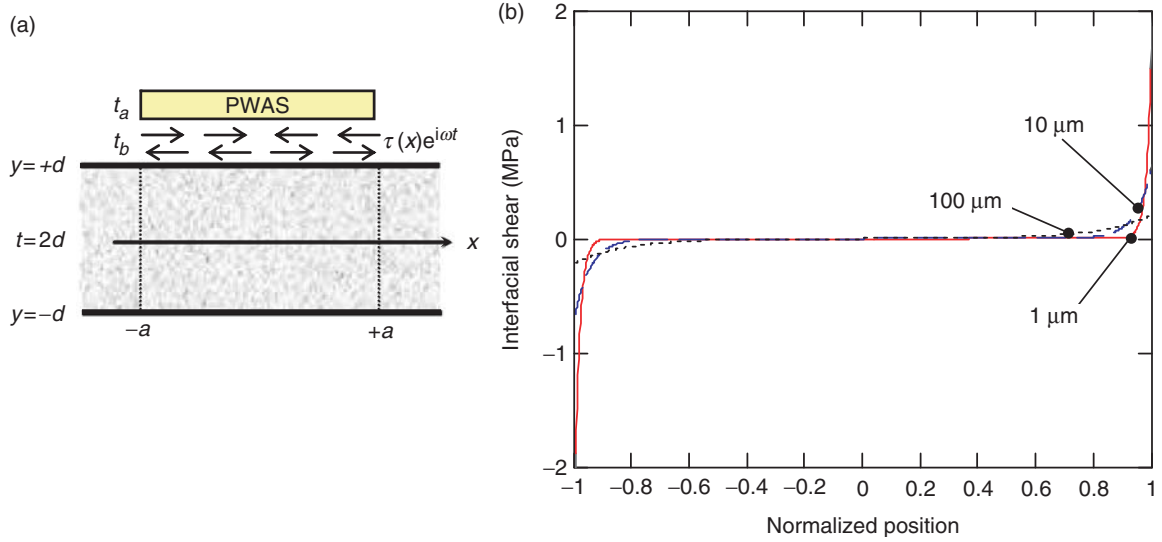 (a)
PWAS
t_a
t_b
τ(x)e^{iωt}
y=+d
t=2d
x
y=−d
−a
+a
(b)
Interfacial shear (MPa)
2
1
0
−1
−2
10 μm
100 μm
1 μm
−1 −0.8 −0.6 −0.4 −0.2 0 0.2 0.4 0.6 0.8 1
Normalized position